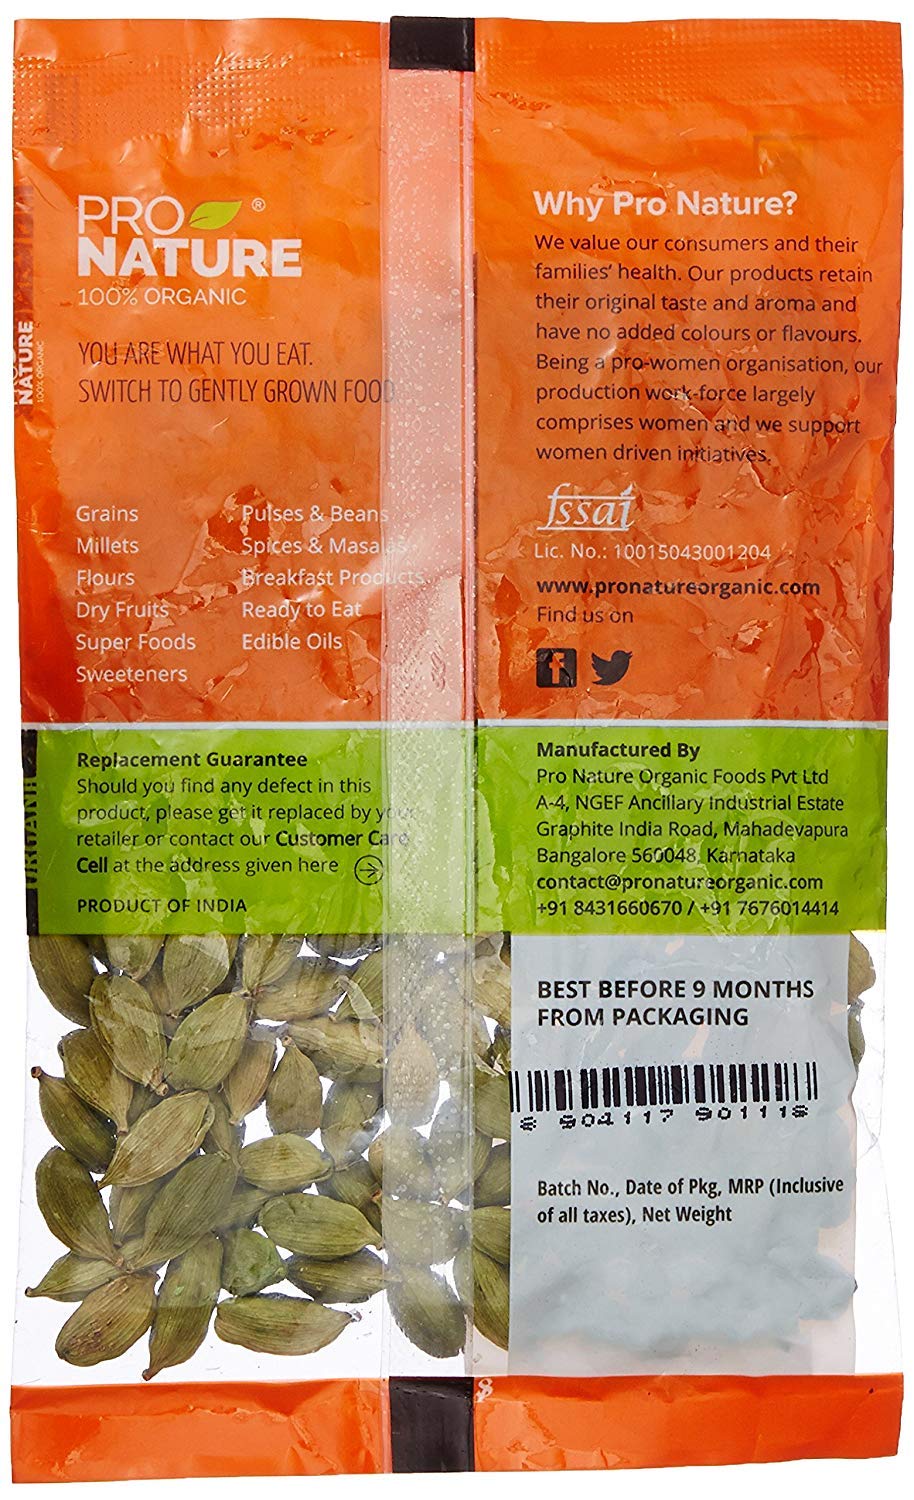 PRO ®
NATURE
100% ORGANIC
YOU ARE WHAT YOU EAT.
SWITCH TO GENTLY GROWN FOOD
Grains
Millets
Flours
Dry Fruits
Super Foods
Sweeteners
Pulses & Beans
Spices & Masalas
Breakfast Products
Ready to Eat
Edible Oils
NATURE
100% ORGANIC
Why Pro Nature?
We value our consumers and their
families' health. Our products retain
their original taste and aroma and
have no added colours or flavours.
Being a pro-women organisation, our
production work-force largely
comprises women and we support
women driven initiatives.
fssai
Lic. No.: 10015043001204
www.pronatureorganic.com
Find us on
Replacement Guarantee
Should you find any defect in this
product, please get it replaced by your
retailer or contact our Customer Care
Cell at the address given here
PRODUCT OF INDIA
Manufactured By
Pro Nature Organic Foods Pvt Ltd
A-4, NGEF Ancillary Industrial Estate
Graphite India Road, Mahadevapura
Bangalore 560048, Karnataka
contact@pronatureorganic.com
+91 8431660670 / +91 7676014414
BEST BEFORE 9 MONTHS
FROM PACKAGING
8 904117 901118
Batch No., Date of Pkg, MRP (Inclusive
of all taxes), Net Weight